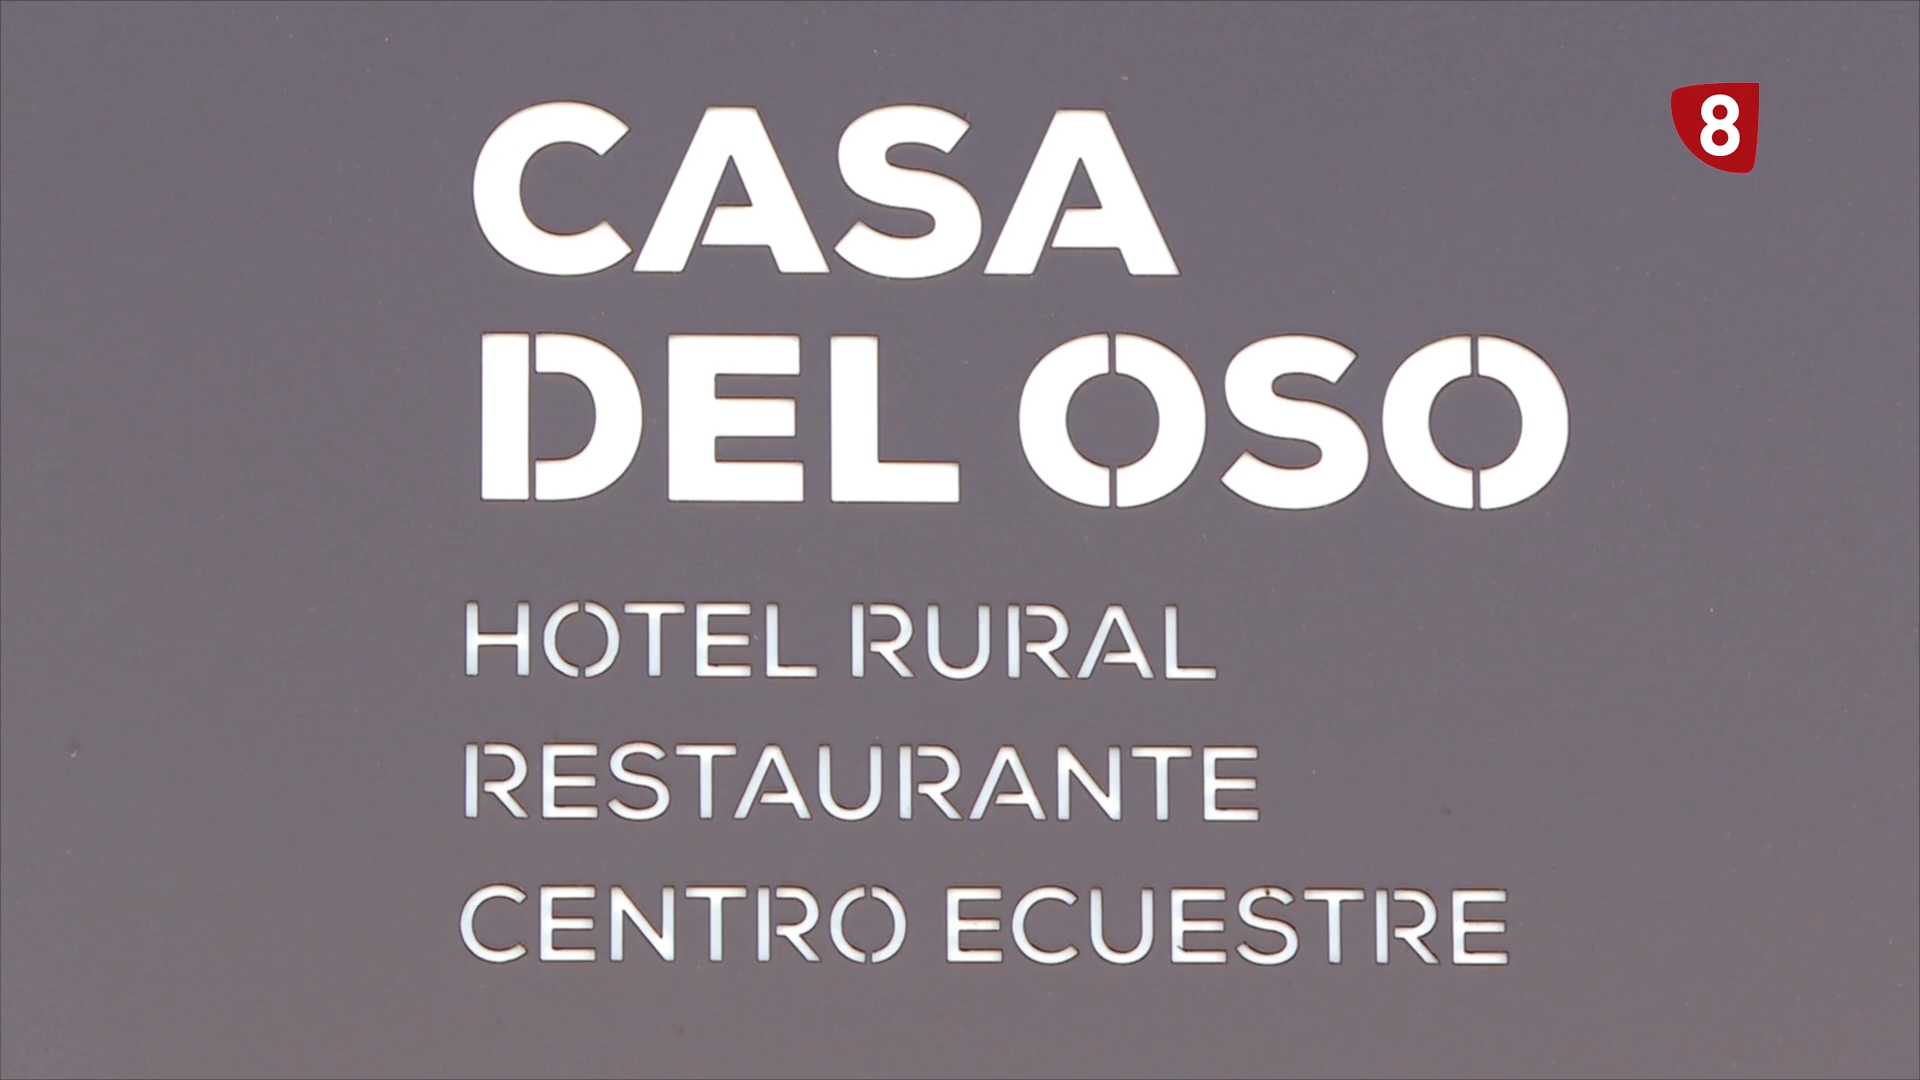 CASA
8
DEL OSO
HOTEL RURAL
RESTAURANTE
CENTRO ECUESTRE